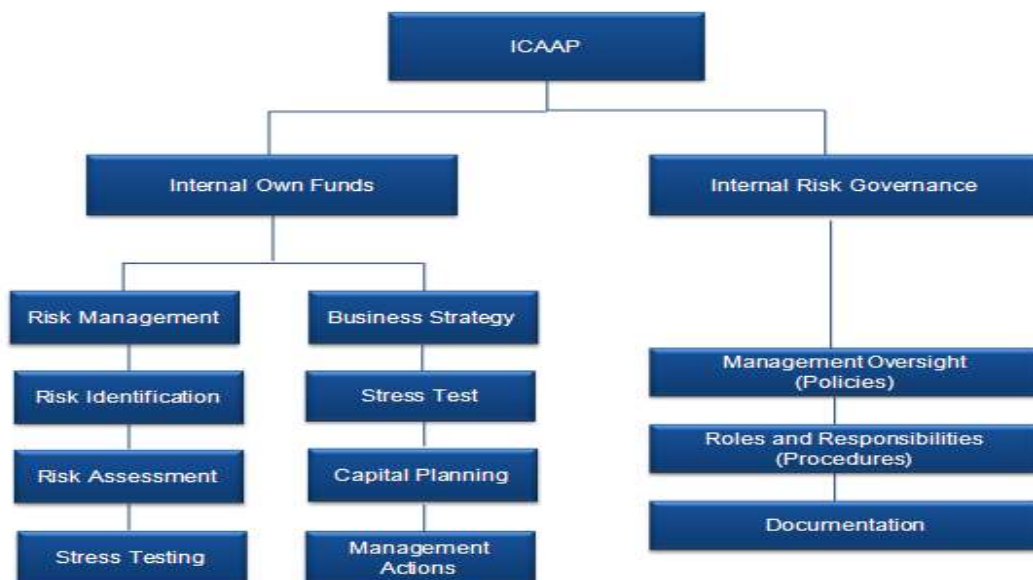 ICAAP
Internal Own Funds
Internal Risk Governance
Risk Management
Business Strategy
Risk Identification
Stress Test
Management Oversight
(Policies)
Risk Assessment
Capital Planning
Roles and Responsibilities
(Procedures)
Stress Testing
Management
Actions
Documentation